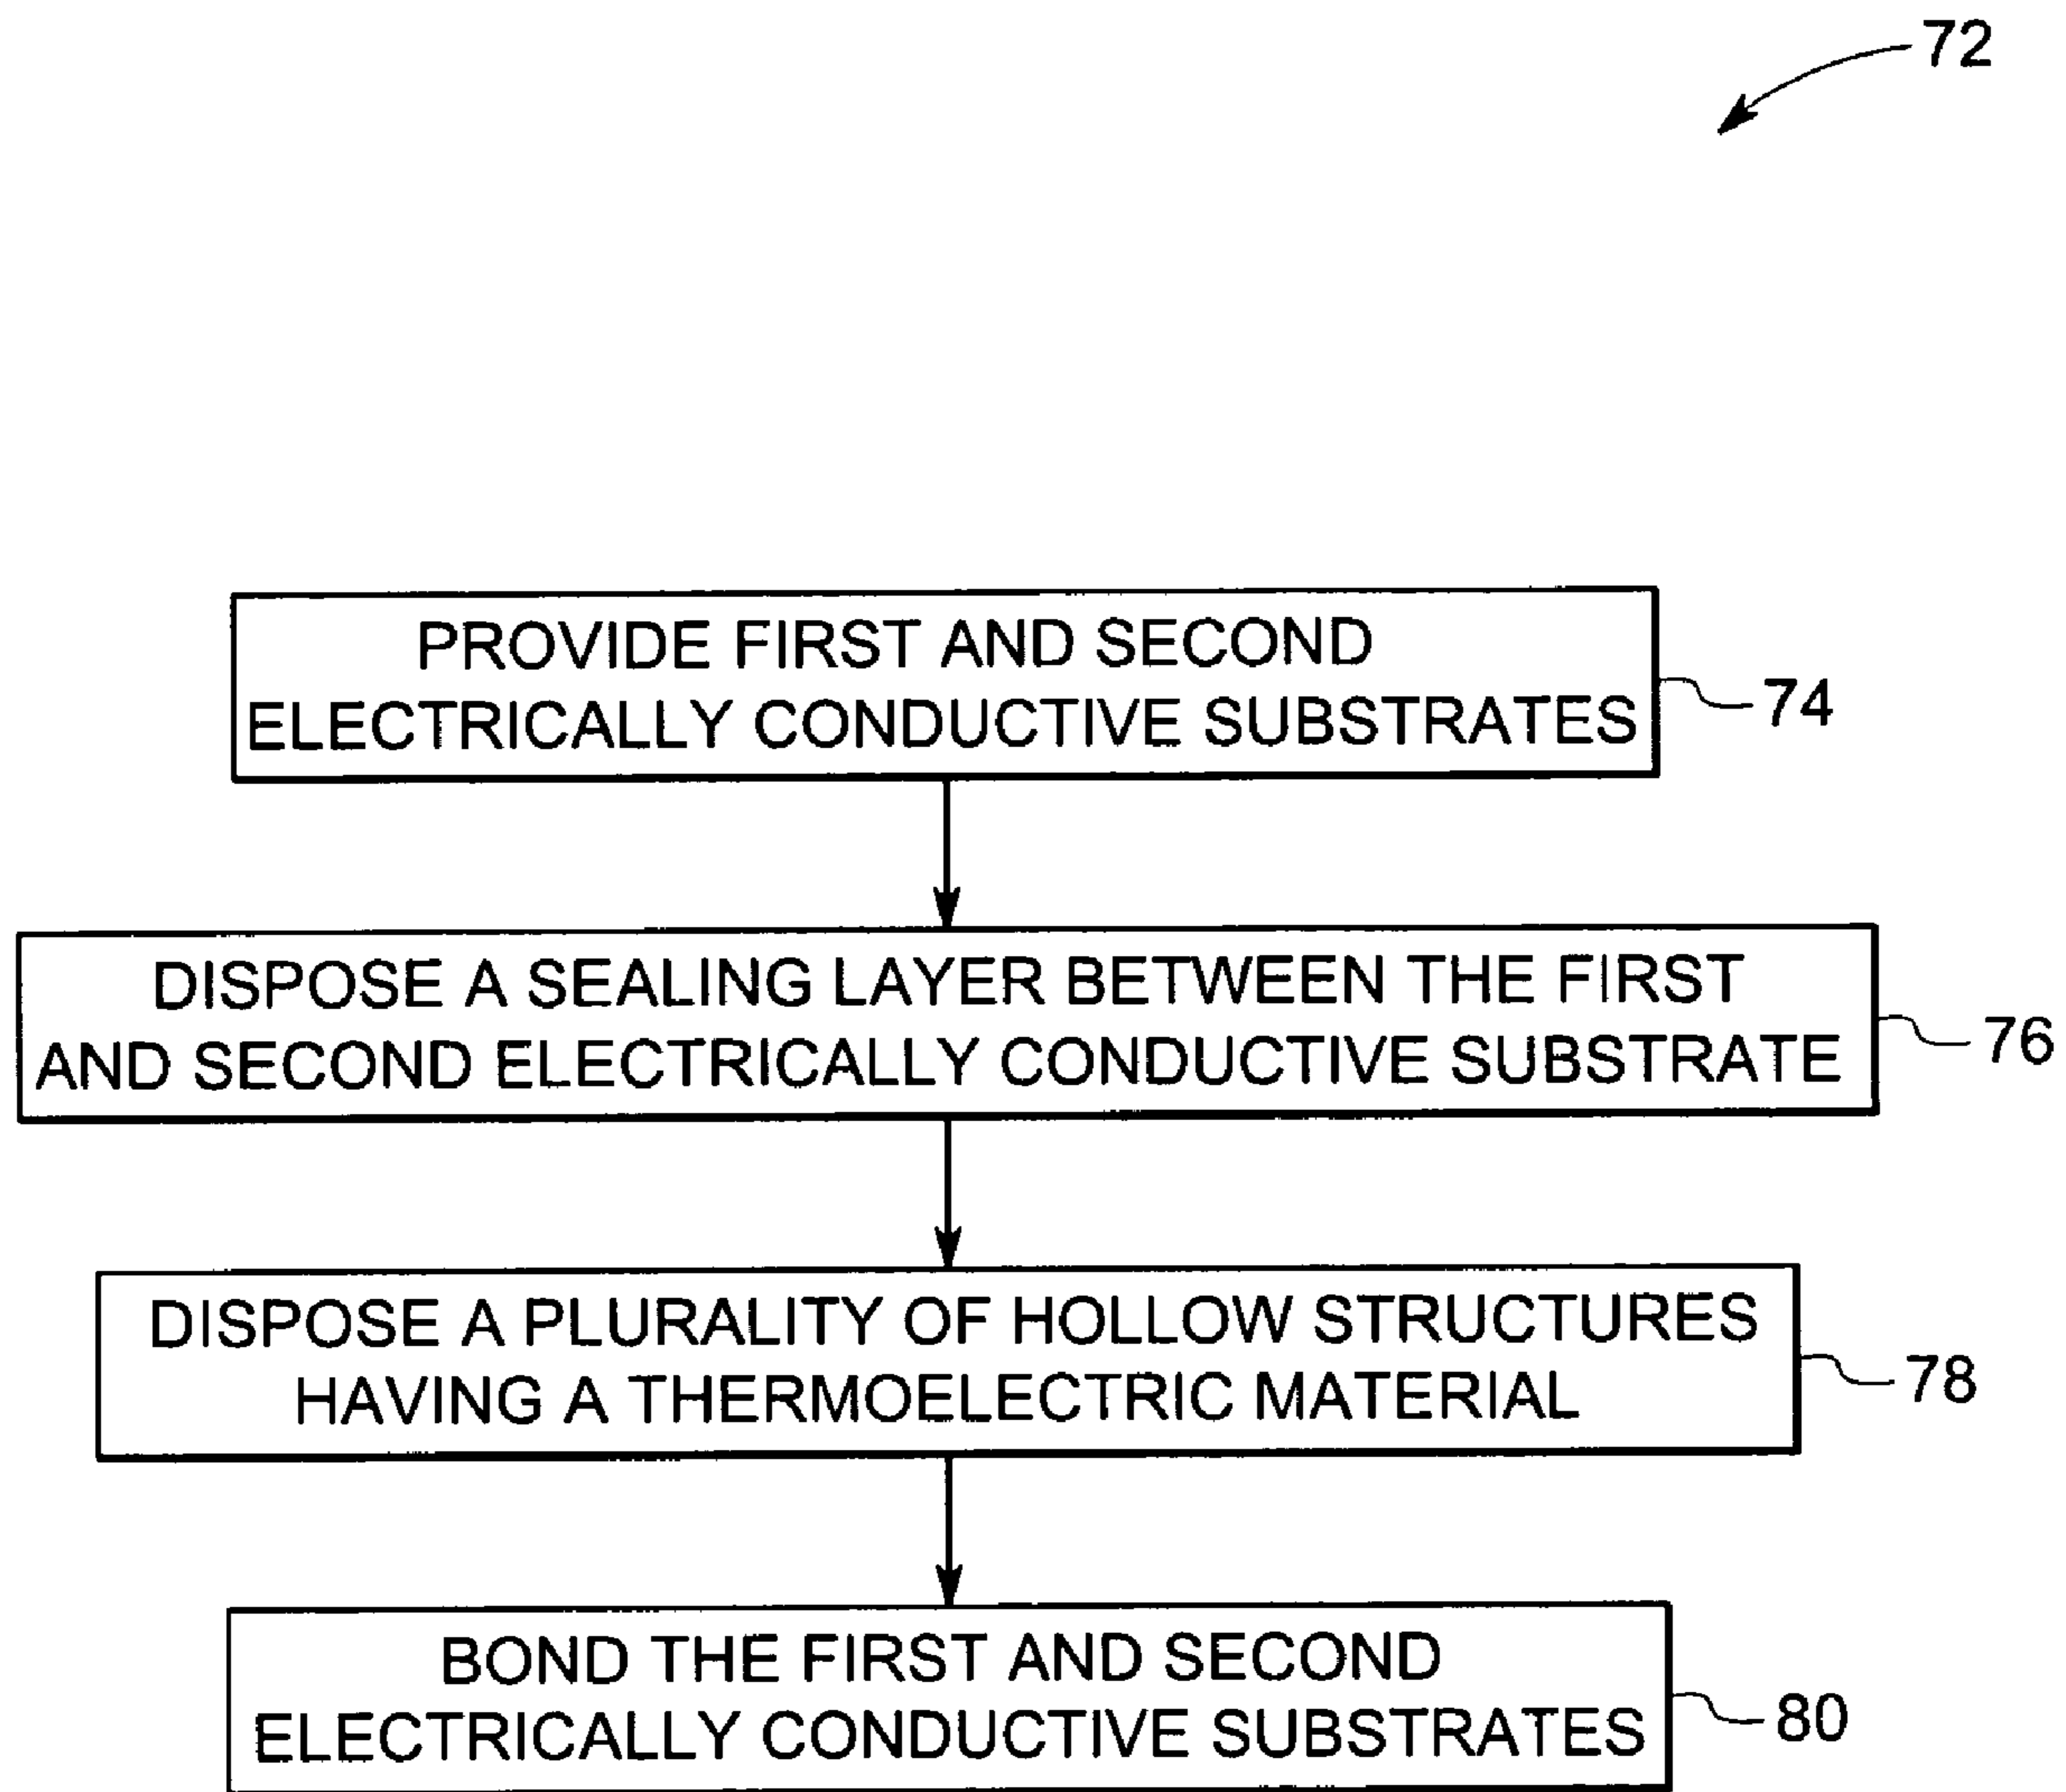 72
PROVIDE FIRST AND SECOND
ELECTRICALLY CONDUCTIVE SUBSTRATES
74
DISPOSE A SEALING LAYER BETWEEN THE FIRST
AND SECOND ELECTRICALLY CONDUCTIVE SUBSTRATE
76
DISPOSE A PLURALITY OF HOLLOW STRUCTURES
HAVING A THERMOELECTRIC MATERIAL
78
BOND THE FIRST AND SECOND
ELECTRICALLY CONDUCTIVE SUBSTRATES
80